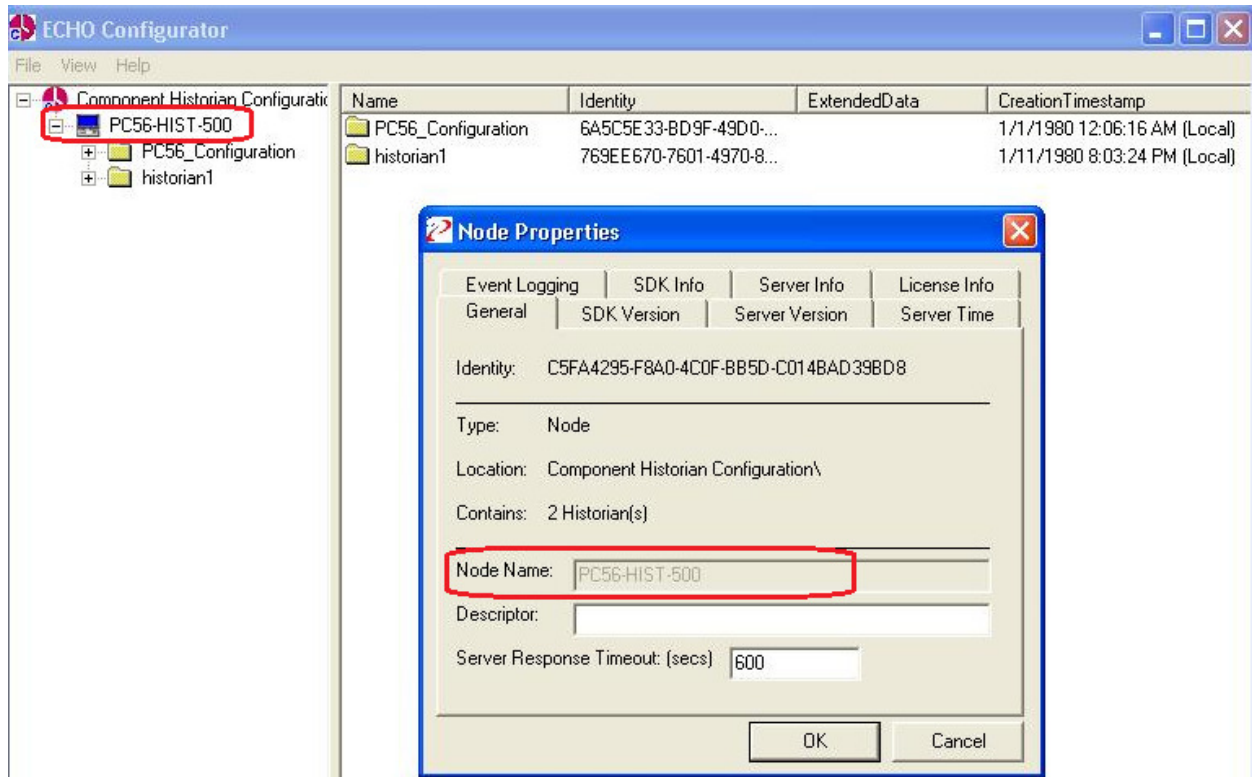 ECHO Configurator
File View Help
Component Historian Configuratic
PC56-HIST-500
PC56_Configuration
historian1
Name Identity ExtendedData CreationTimestamp
PC56_Configuration 6A5C5E33-BD9F-49D0-... 1/1/1980 12:06:16 AM (Local)
historian1 769EE670-7601-4970-8... 1/11/1980 8:03:24 PM (Local)
Node Properties
Event Logging SDK Info Server Info License Info
General SDK Version Server Version Server Time
Identity: C5FA4295-F8A0-4C0F-BB5D-C014BAD39BD8
Type: Node
Location: Component Historian Configuration\
Contains: 2 Historian(s)
Node Name: PC56-HIST-500
Descriptor:
Server Response Timeout: (secs) 600
OK Cancel